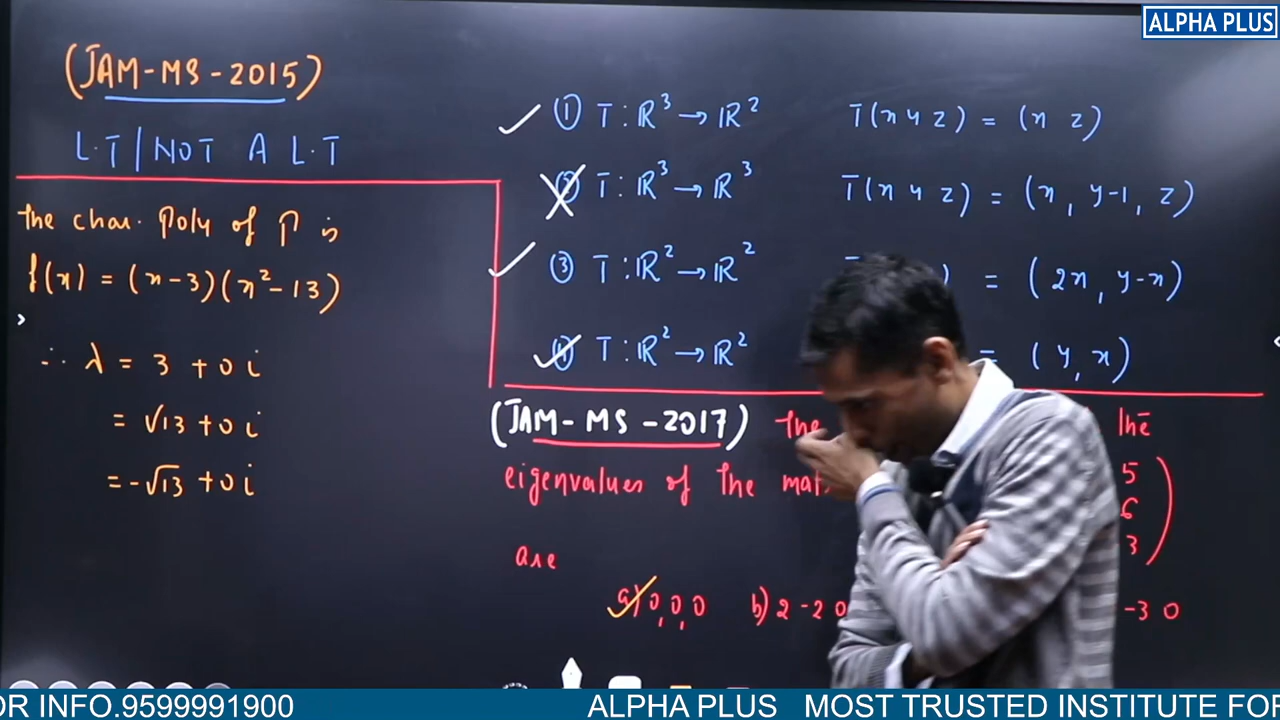 ALPHA PLUS
(JAM-MS-2015)
L.T/NOT A L.T
The char. Poly of P is
f(x) = (x-3)(x²-13)
∴ λ = 3 + 0 i
= √13 + 0 i
= -√13 + 0 i
① T : ℝ³ → ℝ² T(x y z) = (x z)
② T : ℝ³ → ℝ³ T(x y z) = (x, y-1, z)
③ T : ℝ² → ℝ² = (2x, y-x)
④ T : ℝ² → ℝ² = (y, x)
(JAM-MS-2017) The the
eigenvalues of the 5
6
3
are
a) 0, 0, 0 b) 2 -2 0 -3 0
OR INFO.9599991900 ALPHA PLUS MOST TRUSTED INSTITUTE FOR